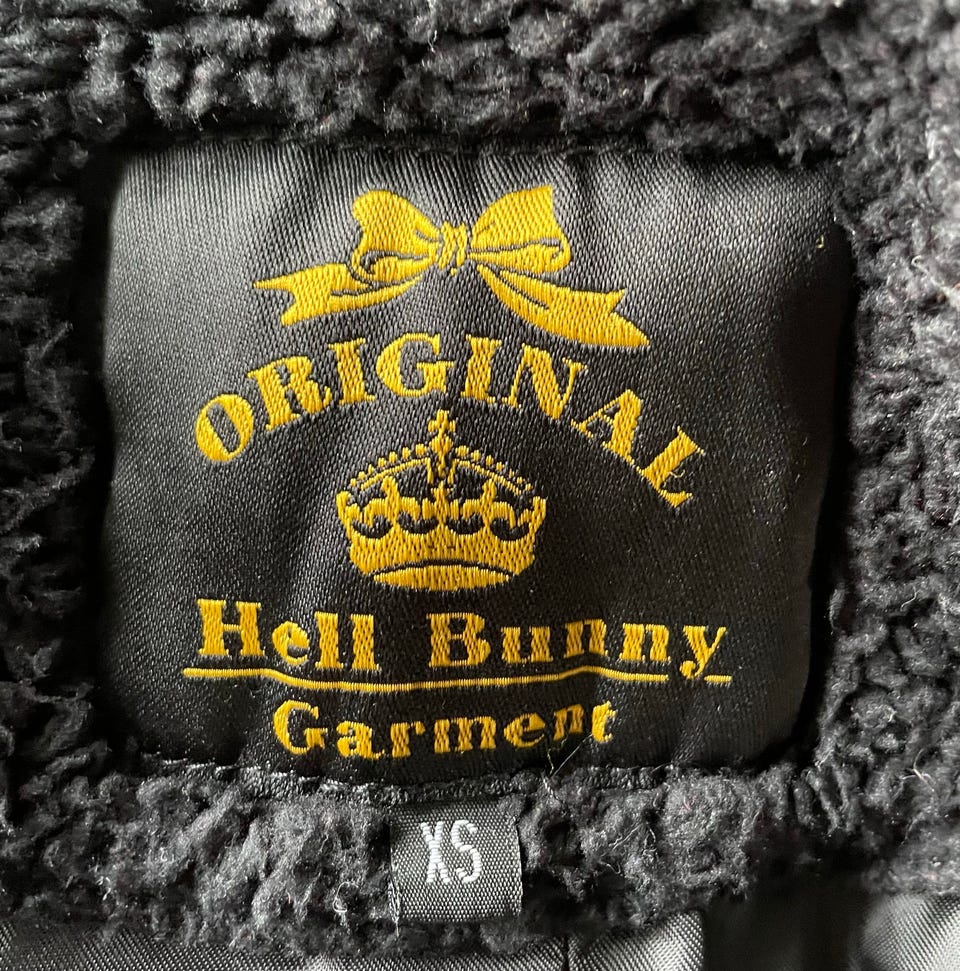 ORIGINAL
Hell Bunny
Garment
XS